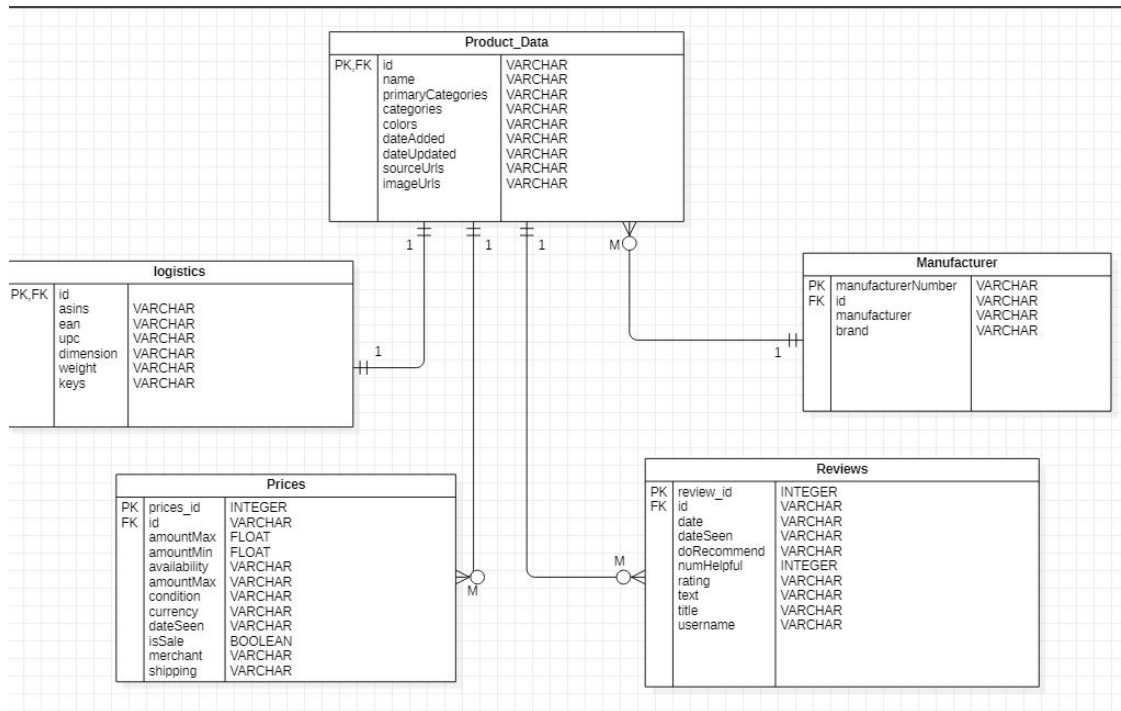 Product_Data
PK,FK id VARCHAR
name VARCHAR
primaryCategories VARCHAR
categories VARCHAR
colors VARCHAR
dateAdded VARCHAR
dateUpdated VARCHAR
sourceUrls VARCHAR
imageUrls VARCHAR
1 1 1 M
logistics
PK,FK id
asins VARCHAR
ean VARCHAR
upc VARCHAR
dimension VARCHAR
weight VARCHAR
keys VARCHAR
1
Manufacturer
PK manufacturerNumber VARCHAR
FK id VARCHAR
manufacturer VARCHAR
brand VARCHAR
1
Prices
PK prices_id INTEGER
FK id VARCHAR
amountMax FLOAT
amountMin FLOAT
availability VARCHAR
amountMax VARCHAR
condition VARCHAR
currency VARCHAR
dateSeen VARCHAR
isSale BOOLEAN
merchant VARCHAR
shipping VARCHAR
M
Reviews
PK review_id INTEGER
FK id VARCHAR
date VARCHAR
dateSeen VARCHAR
doRecommend VARCHAR
numHelpful INTEGER
rating VARCHAR
text VARCHAR
title VARCHAR
username VARCHAR
M